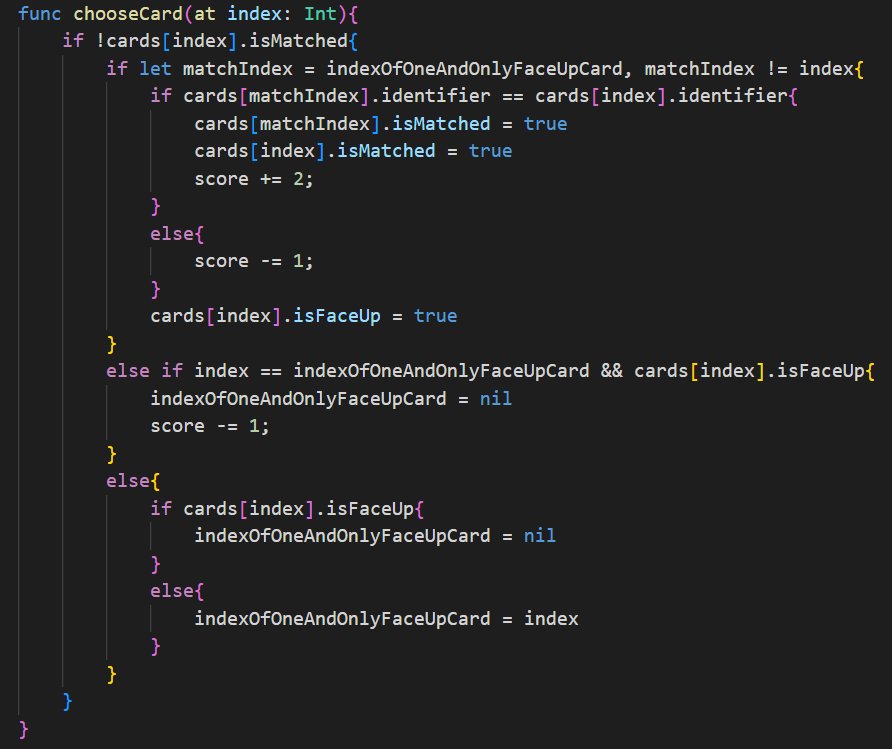 func chooseCard(at index: Int){
    if !cards[index].isMatched{
        if let matchIndex = indexOfOneAndOnlyFaceUpCard, matchIndex != index{
            if cards[matchIndex].identifier == cards[index].identifier{
                cards[matchIndex].isMatched = true
                cards[index].isMatched = true
                score += 2;
            }
            else{
                score -= 1;
            }
            cards[index].isFaceUp = true
        }
        else if index == indexOfOneAndOnlyFaceUpCard && cards[index].isFaceUp{
            indexOfOneAndOnlyFaceUpCard = nil
            score -= 1;
        }
        else{
            if cards[index].isFaceUp{
                indexOfOneAndOnlyFaceUpCard = nil
            }
            else{
                indexOfOneAndOnlyFaceUpCard = index
            }
        }
    }
}